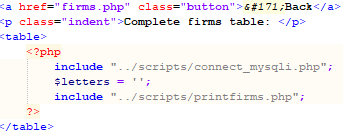 <a href="firms.php" class="button">&#171;Back</a>
<p class="indent">Complete firms table: </p>
<table>
<?php
include "../scripts/connect_mysqli.php";
$letters = '';
include "../scripts/printfirms.php";
?>
</table>